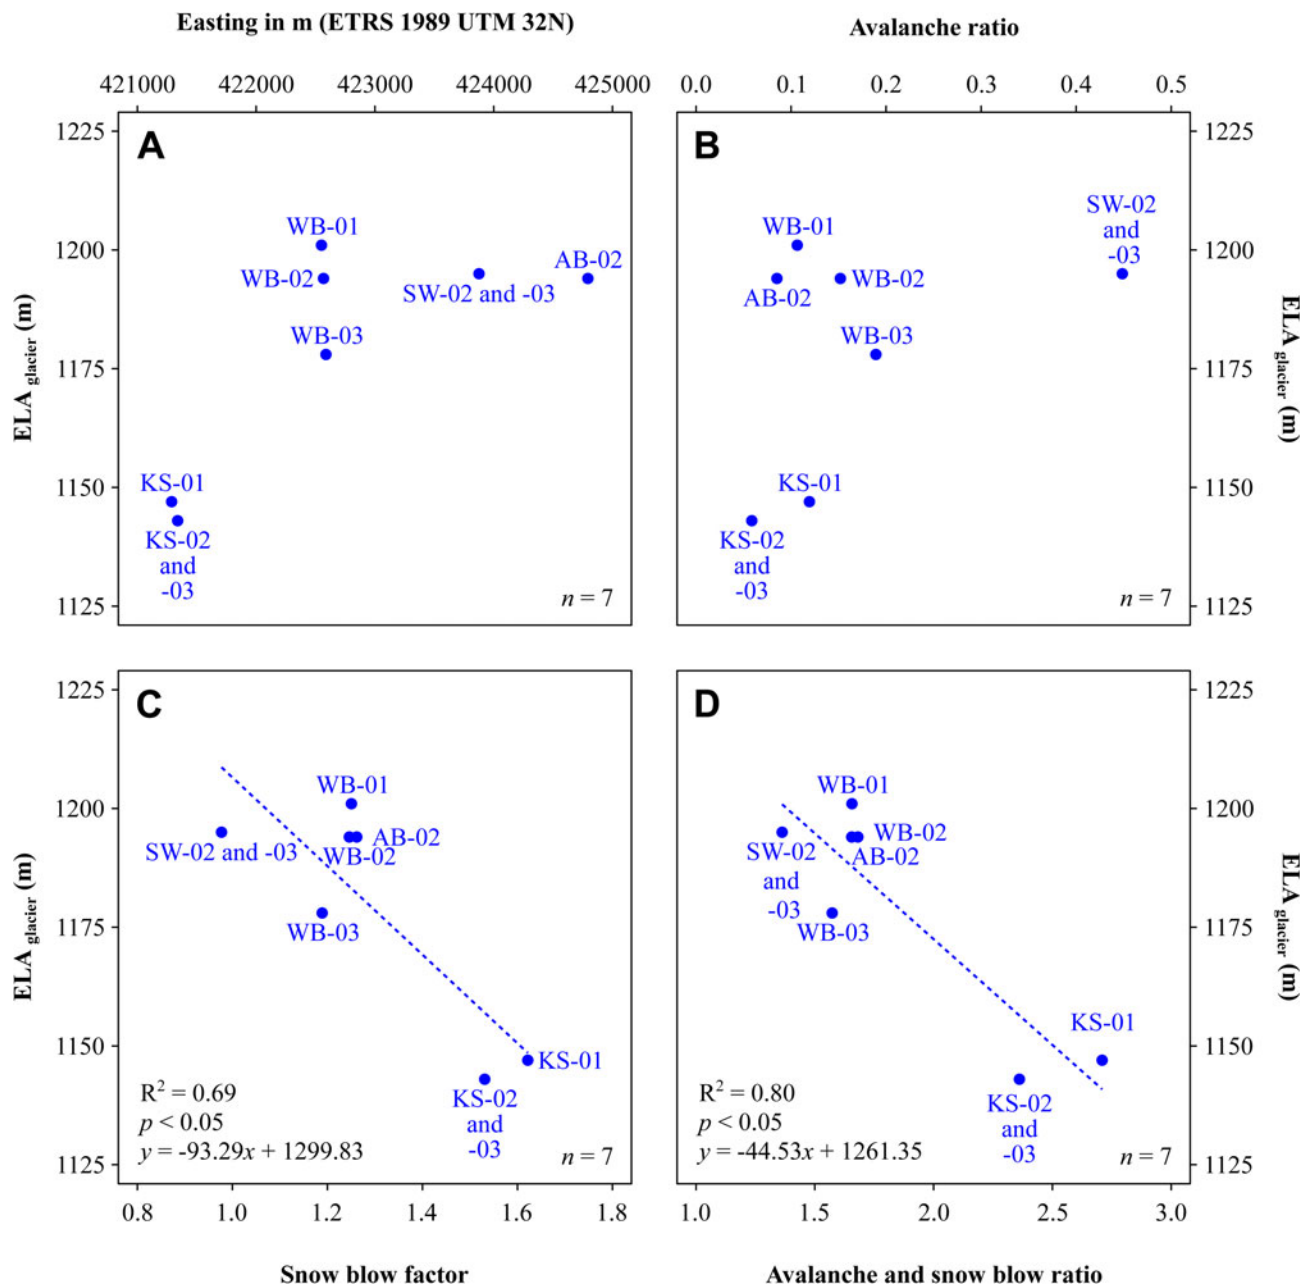 Easting in m (ETRS 1989 UTM 32N)
421000 422000 423000 424000 425000
A
1225
1200
1175
1150
1125
ELA glacier (m)
WB-01
WB-02
AB-02
SW-02 and -03
WB-03
KS-01
KS-02
and
-03
n = 7
Avalanche ratio
0.0 0.1 0.2 0.3 0.4 0.5
B
SW-02
and
-03
WB-01
WB-02
AB-02
WB-03
KS-01
KS-02
and
-03
n = 7
1225
1200
1175
1150
1125
ELA glacier (m)
C
1225
1200
1175
1150
1125
ELA glacier (m)
WB-01
AB-02
WB-02
SW-02 and -03
WB-03
KS-01
KS-02
and
-03
R² = 0.69
p < 0.05
y = -93.29x + 1299.83
n = 7
0.8 1.0 1.2 1.4 1.6 1.8
Snow blow factor
D
WB-01
WB-02
AB-02
SW-02
and
-03
WB-03
KS-01
KS-02
and
-03
R² = 0.80
p < 0.05
y = -44.53x + 1261.35
n = 7
1225
1200
1175
1150
1125
ELA glacier (m)
1.0 1.5 2.0 2.5 3.0
Avalanche and snow blow ratio